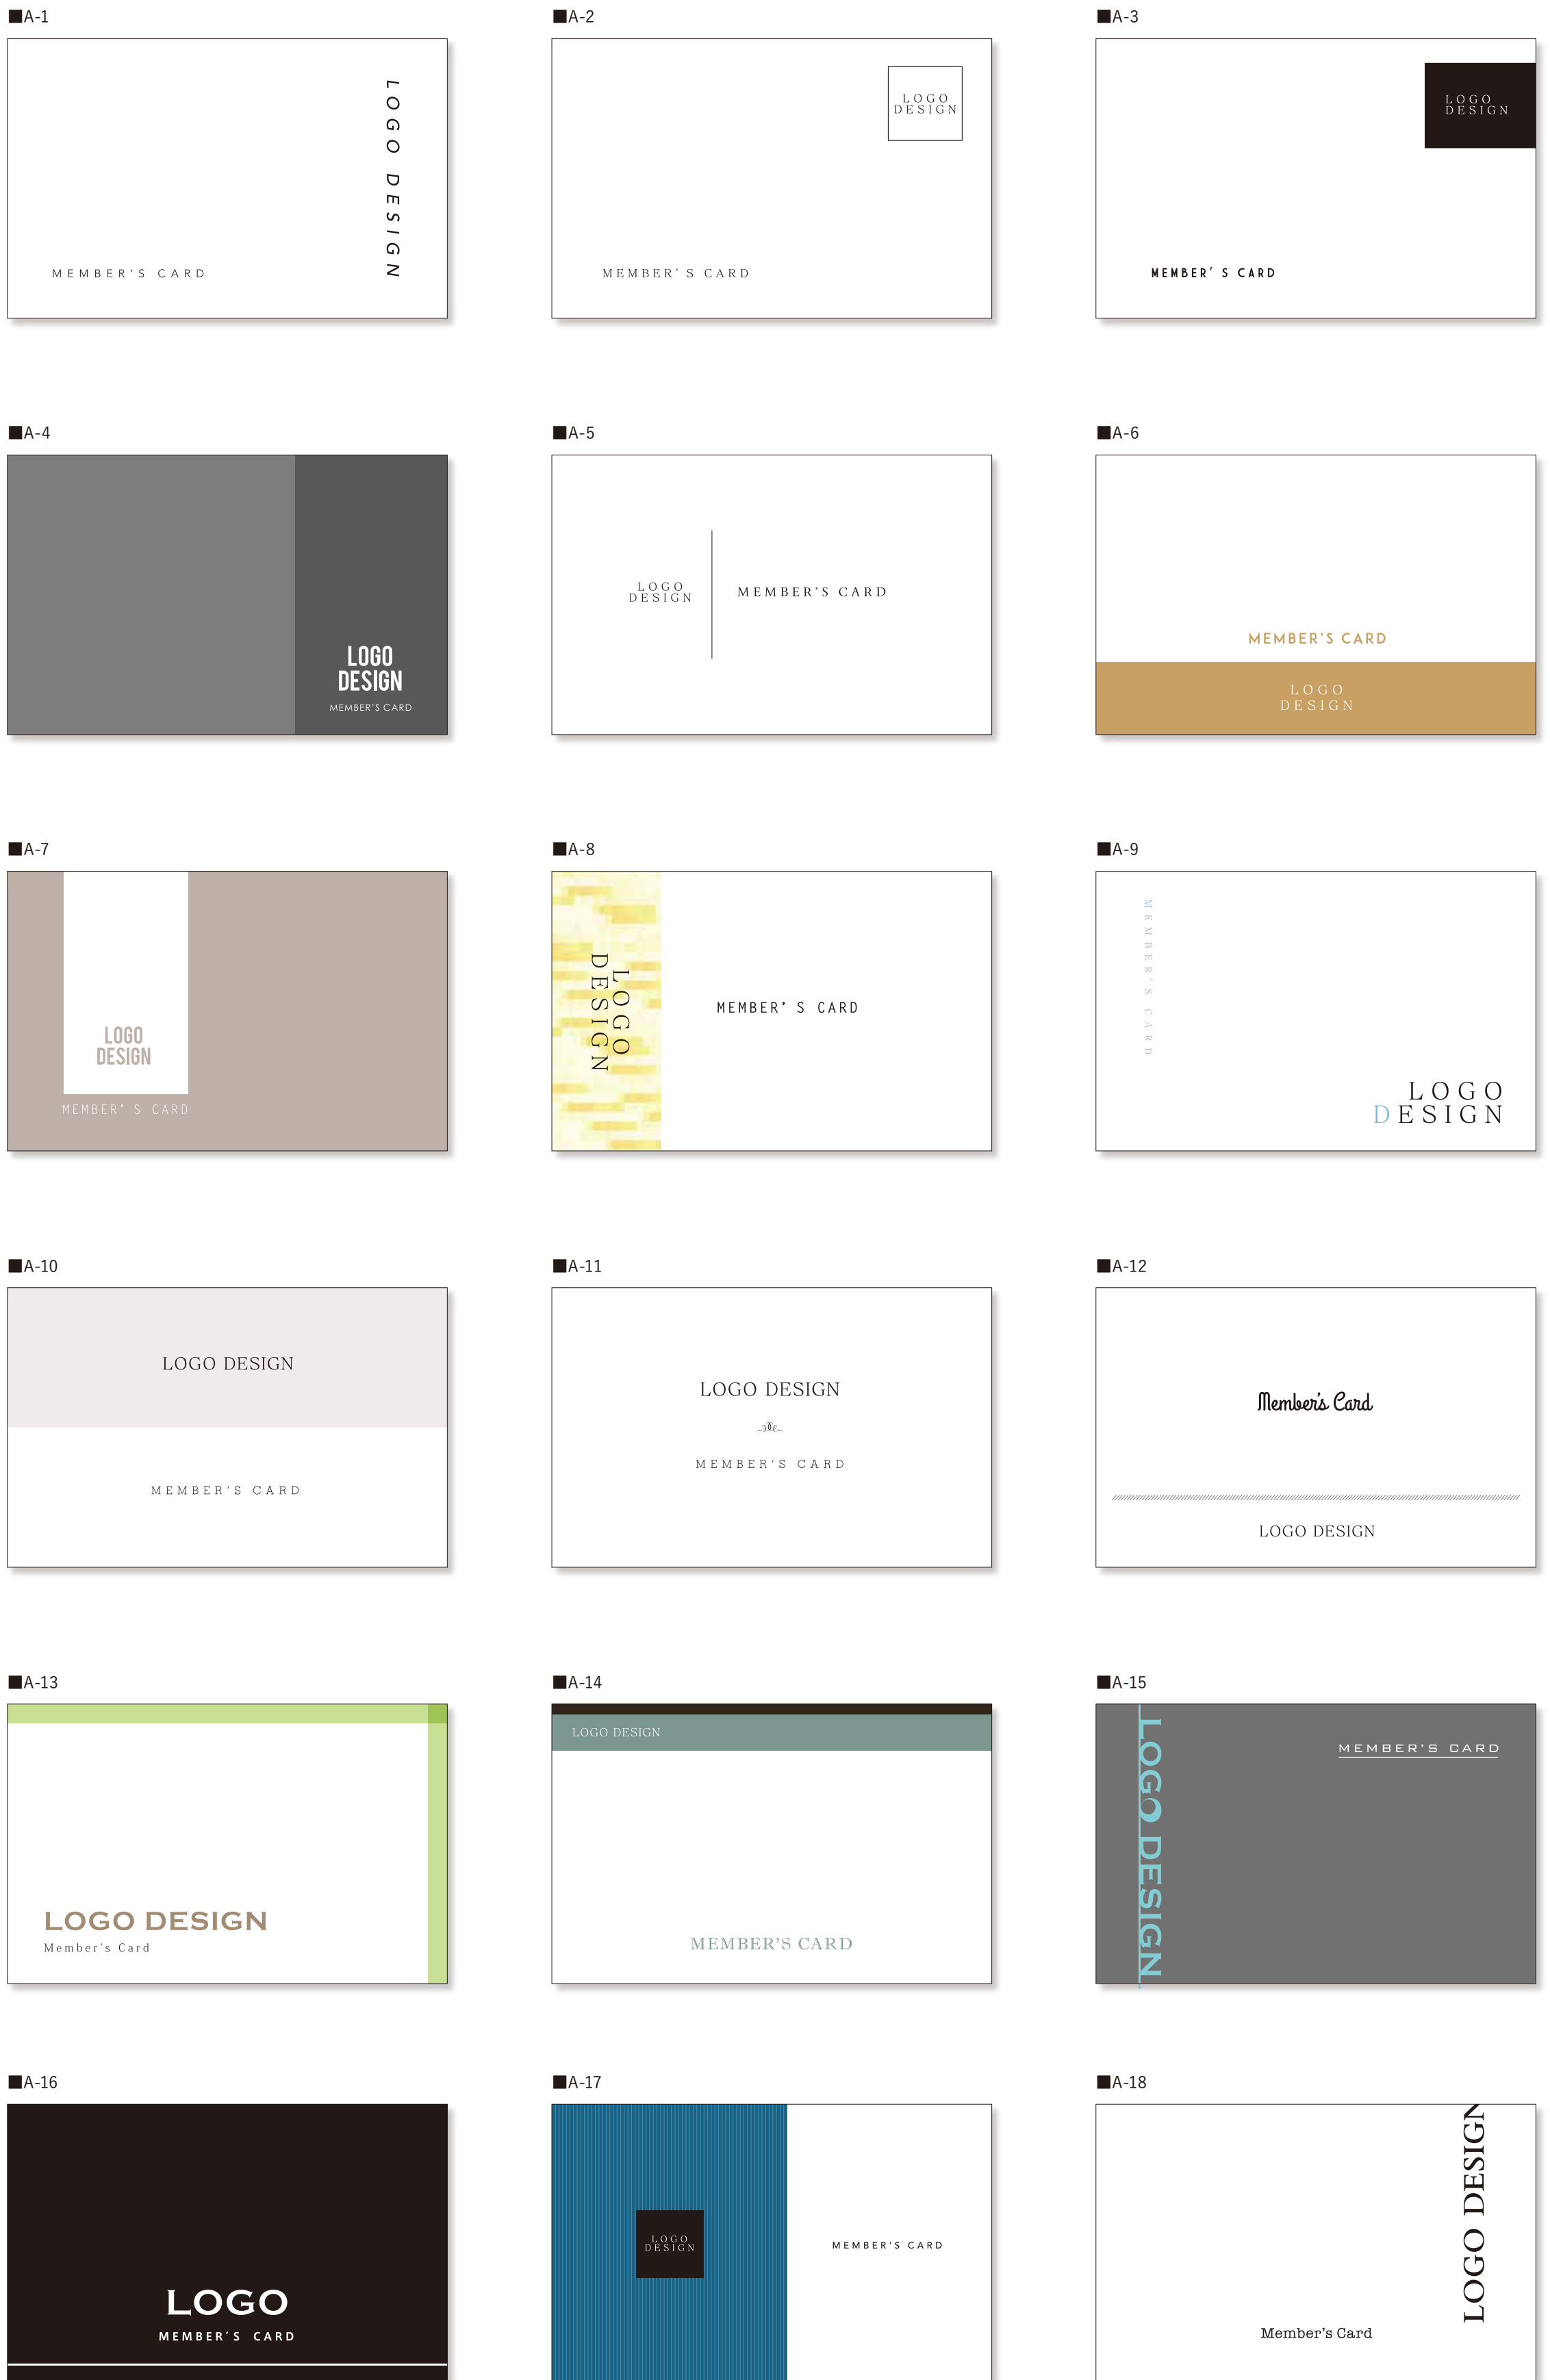 ■A-1
LOGO DESIGN
MEMBER'S CARD
■A-2
LOGO
DESIGN
MEMBER' S CARD
■A-3
LOGO
DESIGN
MEMBER' S CARD
■A-4
LOGO
DESIGN
MEMBER'S CARD
■A-5
LOGO
DESIGN
MEMBER'S CARD
■A-6
MEMBER'S CARD
LOGO
DESIGN
■A-7
LOGO
DESIGN
MEMBER' S CARD
■A-8
LOGO
DESIGN
MEMBER' S CARD
■A-9
MEMBER'S CARD
LOGO
DESIGN
■A-10
LOGO DESIGN
MEMBER'S CARD
■A-11
LOGO DESIGN
MEMBER'S CARD
■A-12
Member's Card
LOGO DESIGN
■A-13
LOGO DESIGN
Member's Card
■A-14
LOGO DESIGN
MEMBER'S CARD
■A-15
LOGO DESIGN
MEMBER'S CARD
■A-16
LOGO
MEMBER'S CARD
■A-17
LOGO
DESIGN
MEMBER'S CARD
■A-18
LOGO DESIGN
Member's Card